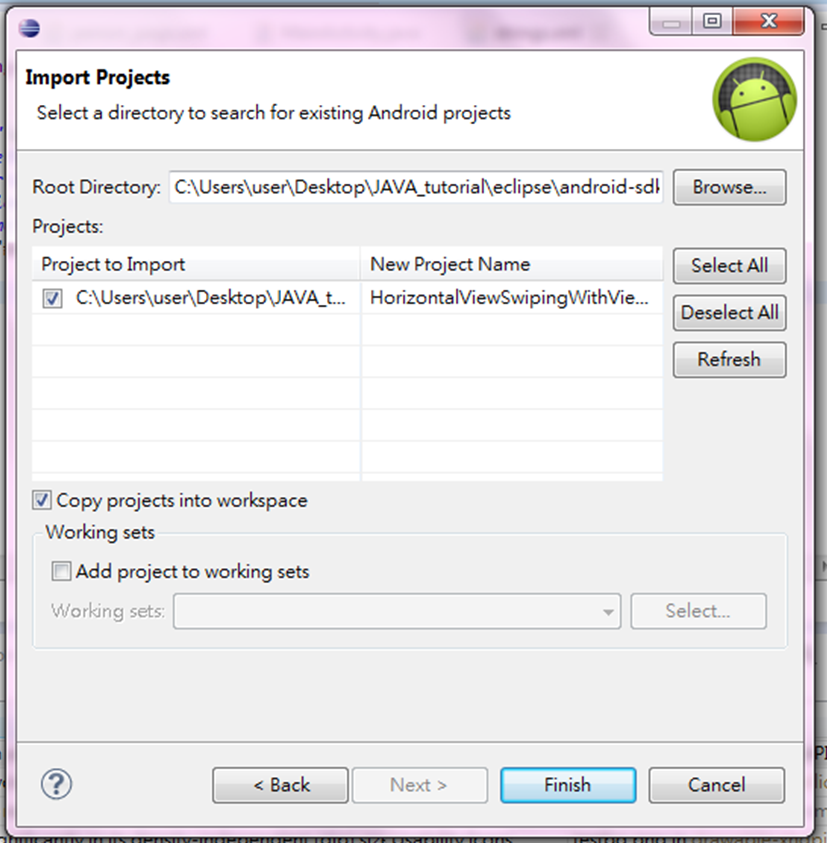 Import Projects
Select a directory to search for existing Android projects
Root Directory: C:\Users\user\Desktop\JAVA_tutorial\eclipse\android-sdk Browse...
Projects:
Project to Import New Project Name Select All
C:\Users\user\Desktop\JAVA_t... HorizontalViewSwipingWithVie...
Deselect All
Refresh
Copy projects into workspace
Working sets
Add project to working sets
Working sets: Select...
< Back Next > Finish Cancel